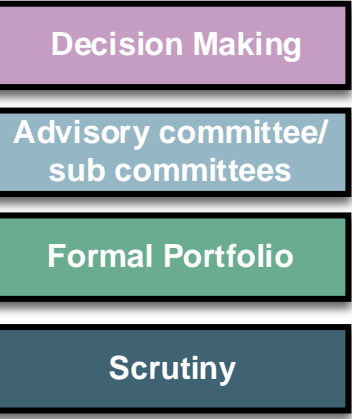 Decision Making
Advisory committee/
sub committees
Formal Portfolio
Scrutiny